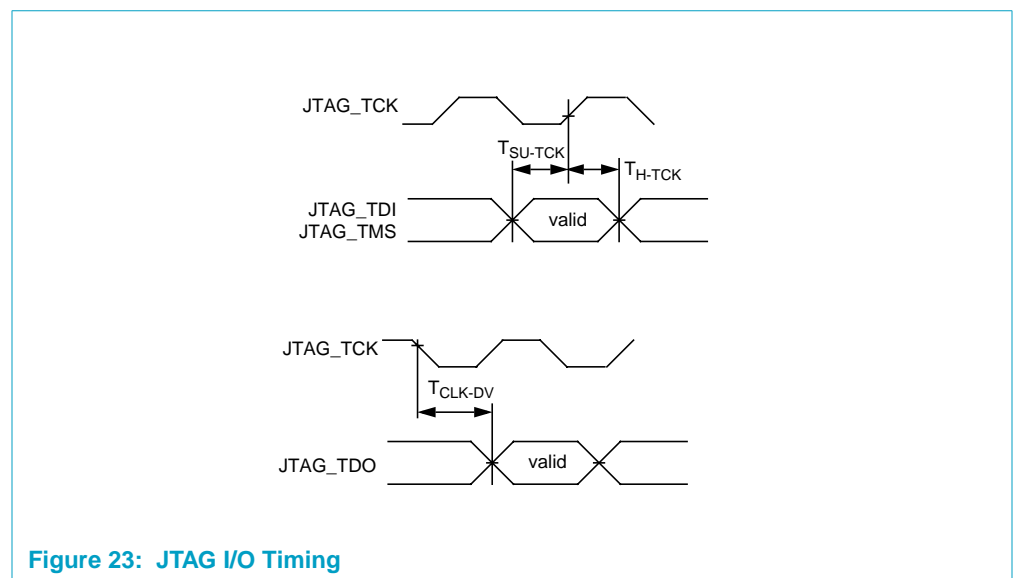 JTAG_TCK
TSU-TCK
TH-TCK
JTAG_TDI
JTAG_TMS
valid
JTAG_TCK
TCLK-DV
JTAG_TDO
valid
Figure 23: JTAG I/O Timing